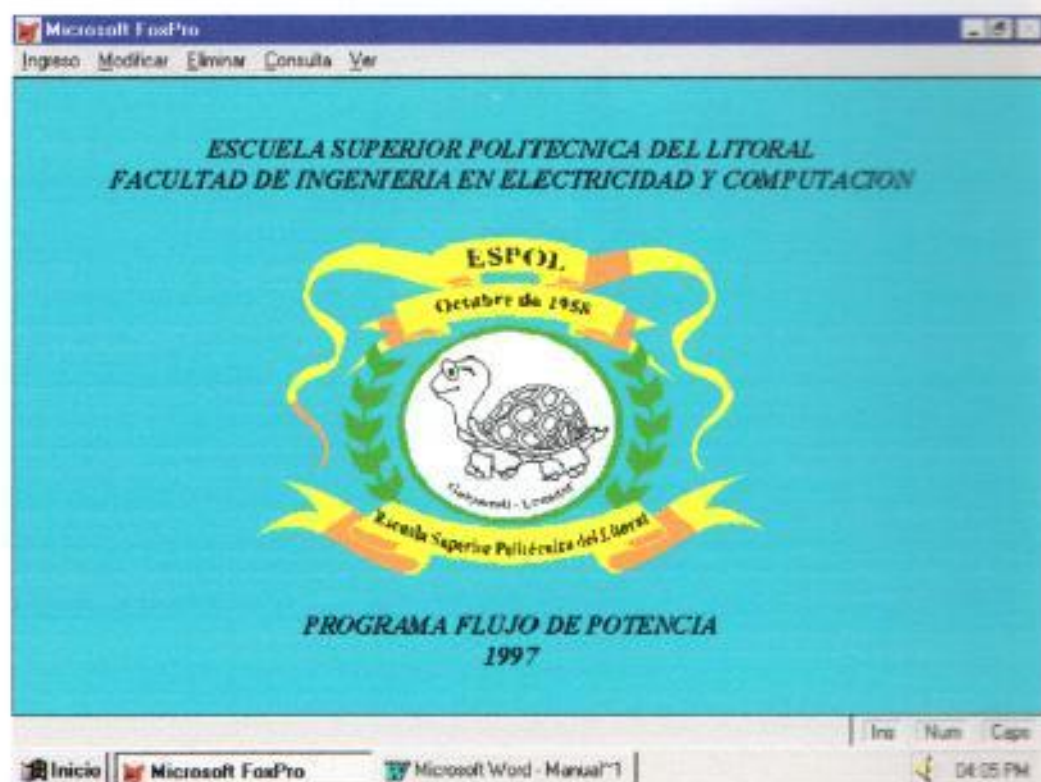 Microsoft FoxPro
Ingreso Modificar Eliminar Consulta Ver
ESCUELA SUPERIOR POLITECNICA DEL LITORAL
FACULTAD DE INGENIERIA EN ELECTRICIDAD Y COMPUTACION
ESPOL
Octubre de 1958
Guayaquil - Ecuador
Escuela Superior Politécnica del Litoral
PROGRAMA FLUJO DE POTENCIA
1997
Ins Num Caps
Inicio Microsoft FoxPro Microsoft Word - Manual~1 04:05 PM